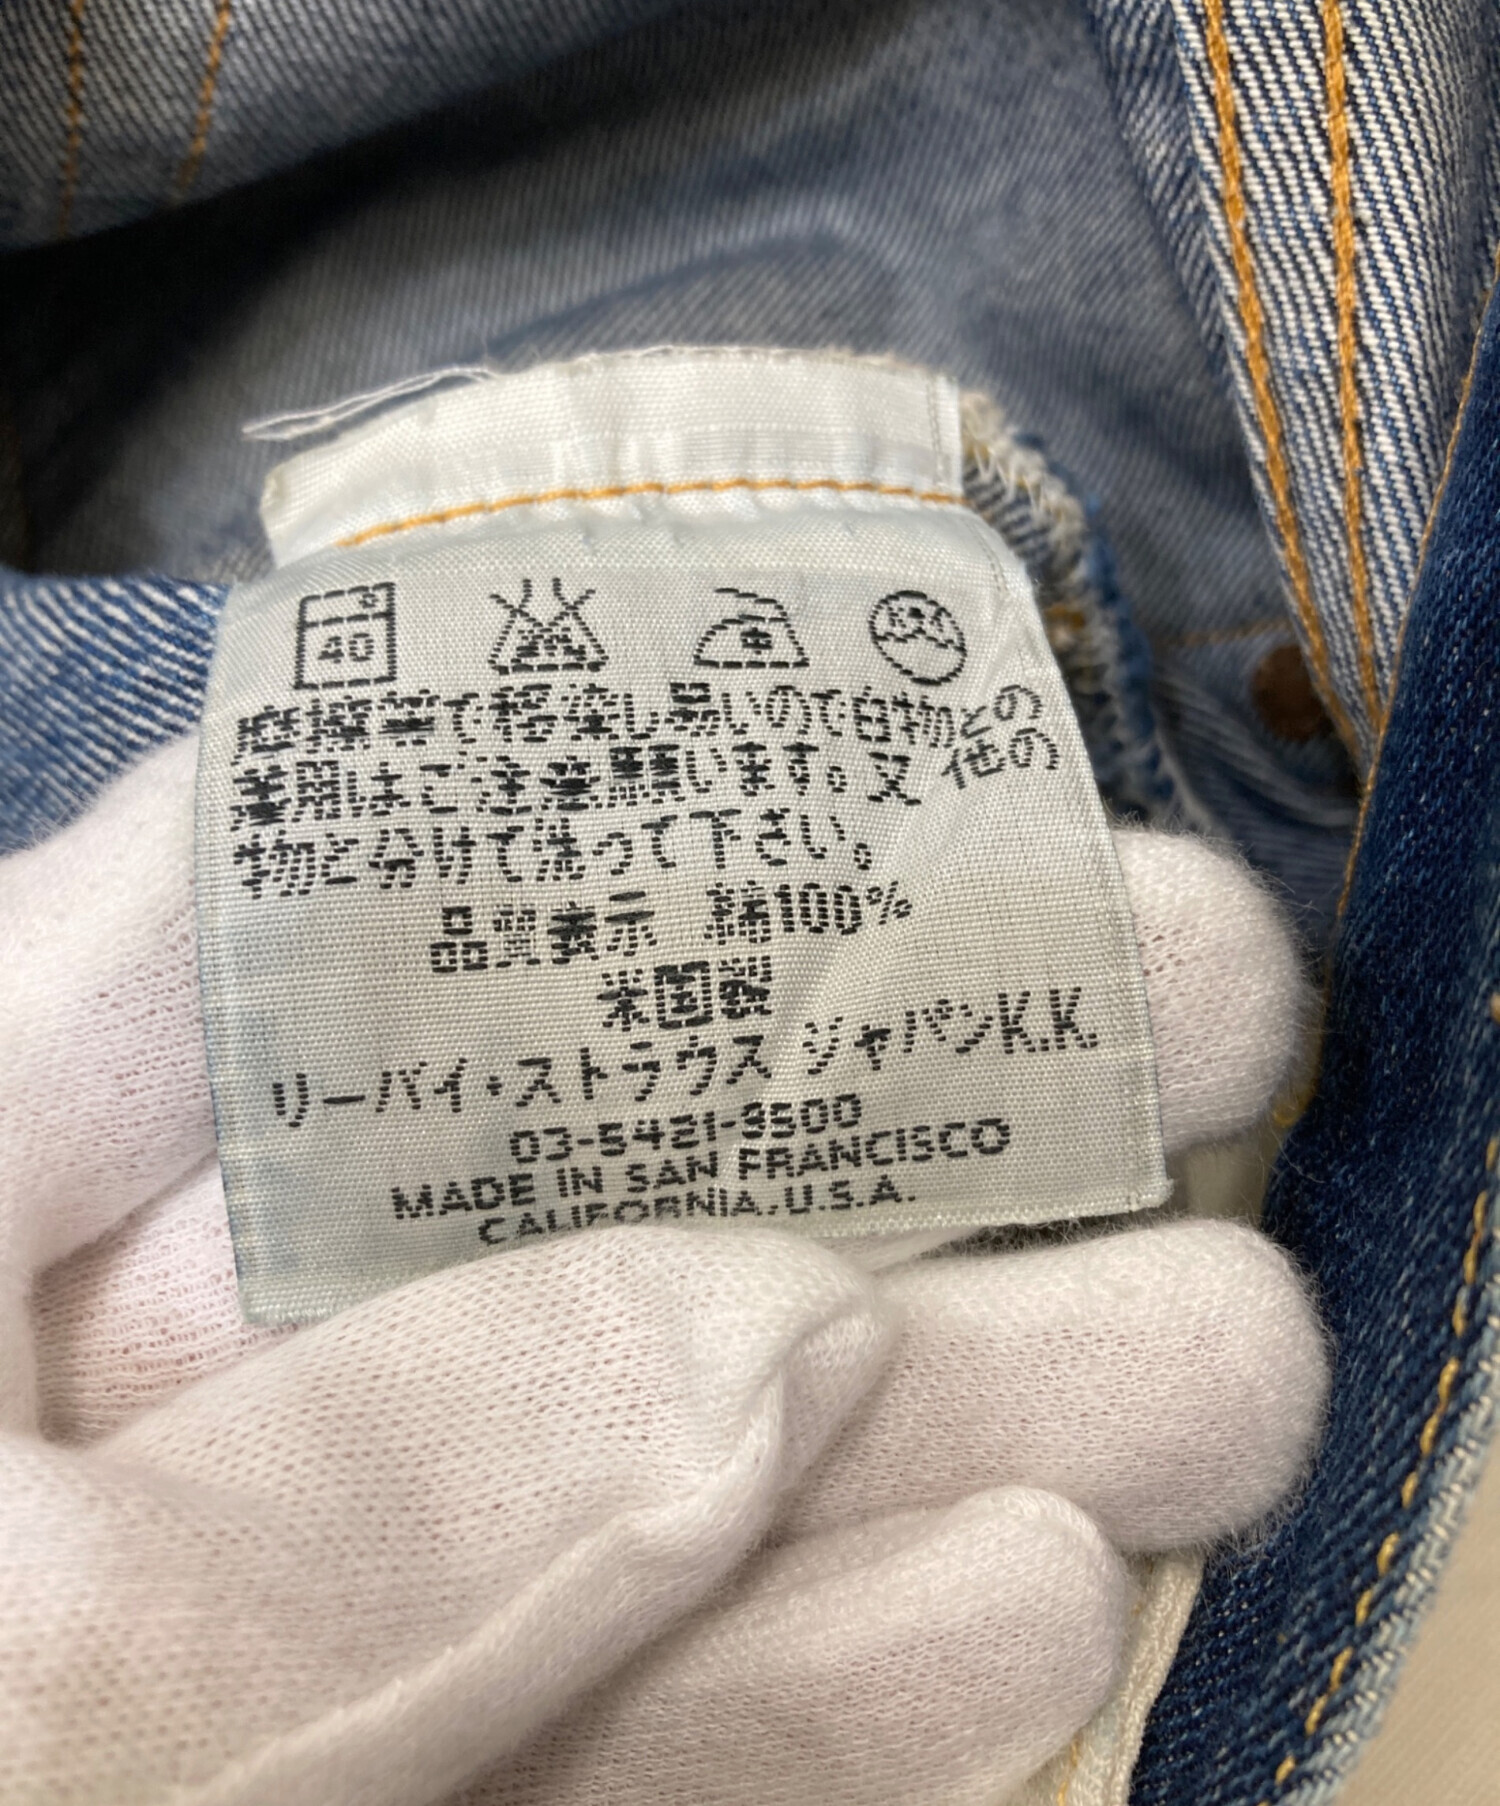 40
摩擦等で移染し易いので白物との
着用はご注意願います。又他の
物と分けて洗って下さい。
品質表示 綿100%
米国製
リーバイ・ストラウス ジャパンK.K.
03-5421-3500
MADE IN SAN FRANCISCO
CALIFORNIA, U.S.A.